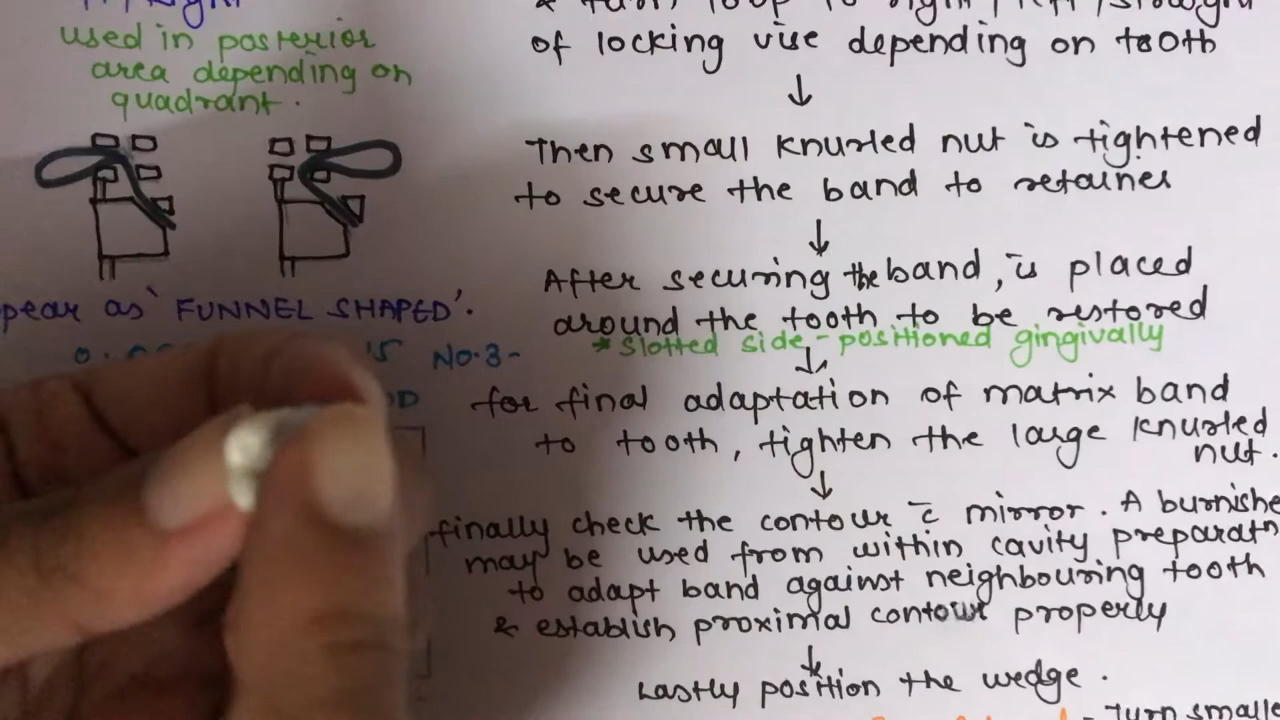 used in posterior
area depending on
quadrant.
pear as 'FUNNEL SHAPED'.
No.3-
of locking vise depending on tooth
↓
Then small knurled nut is tightened
to secure the band to retainer
↓
After securing the band, is placed
around the tooth to be restored
* Slotted side - positioned gingivally
↓
for final adaptation of matrix band
to tooth, tighten the large knurled
nut.
↓
finally check the contour c̄ mirror. A burnishe
may be used from within cavity preparatn
to adapt band against neighbouring tooth
& establish proximal contour properly
↓
Lastly position the wedge.
- Turn smalle